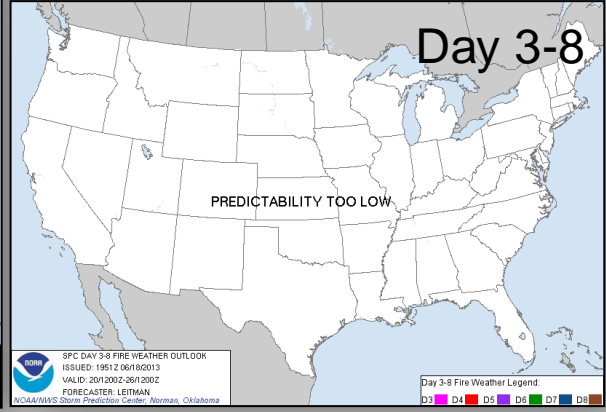 Day 3-8
PREDICTABILITY TOO LOW
NOAA
SPC DAY 3-8 FIRE WEATHER OUTLOOK
ISSUED: 1951Z 06/18/2013
VALID: 20/1200Z-26/1200Z
FORECASTER: LEITMAN
NOAA/NWS Storm Prediction Center, Norman, Oklahoma
Day 3-8 Fire Weather Legend:
D3 D4 D5 D6 D7 D8